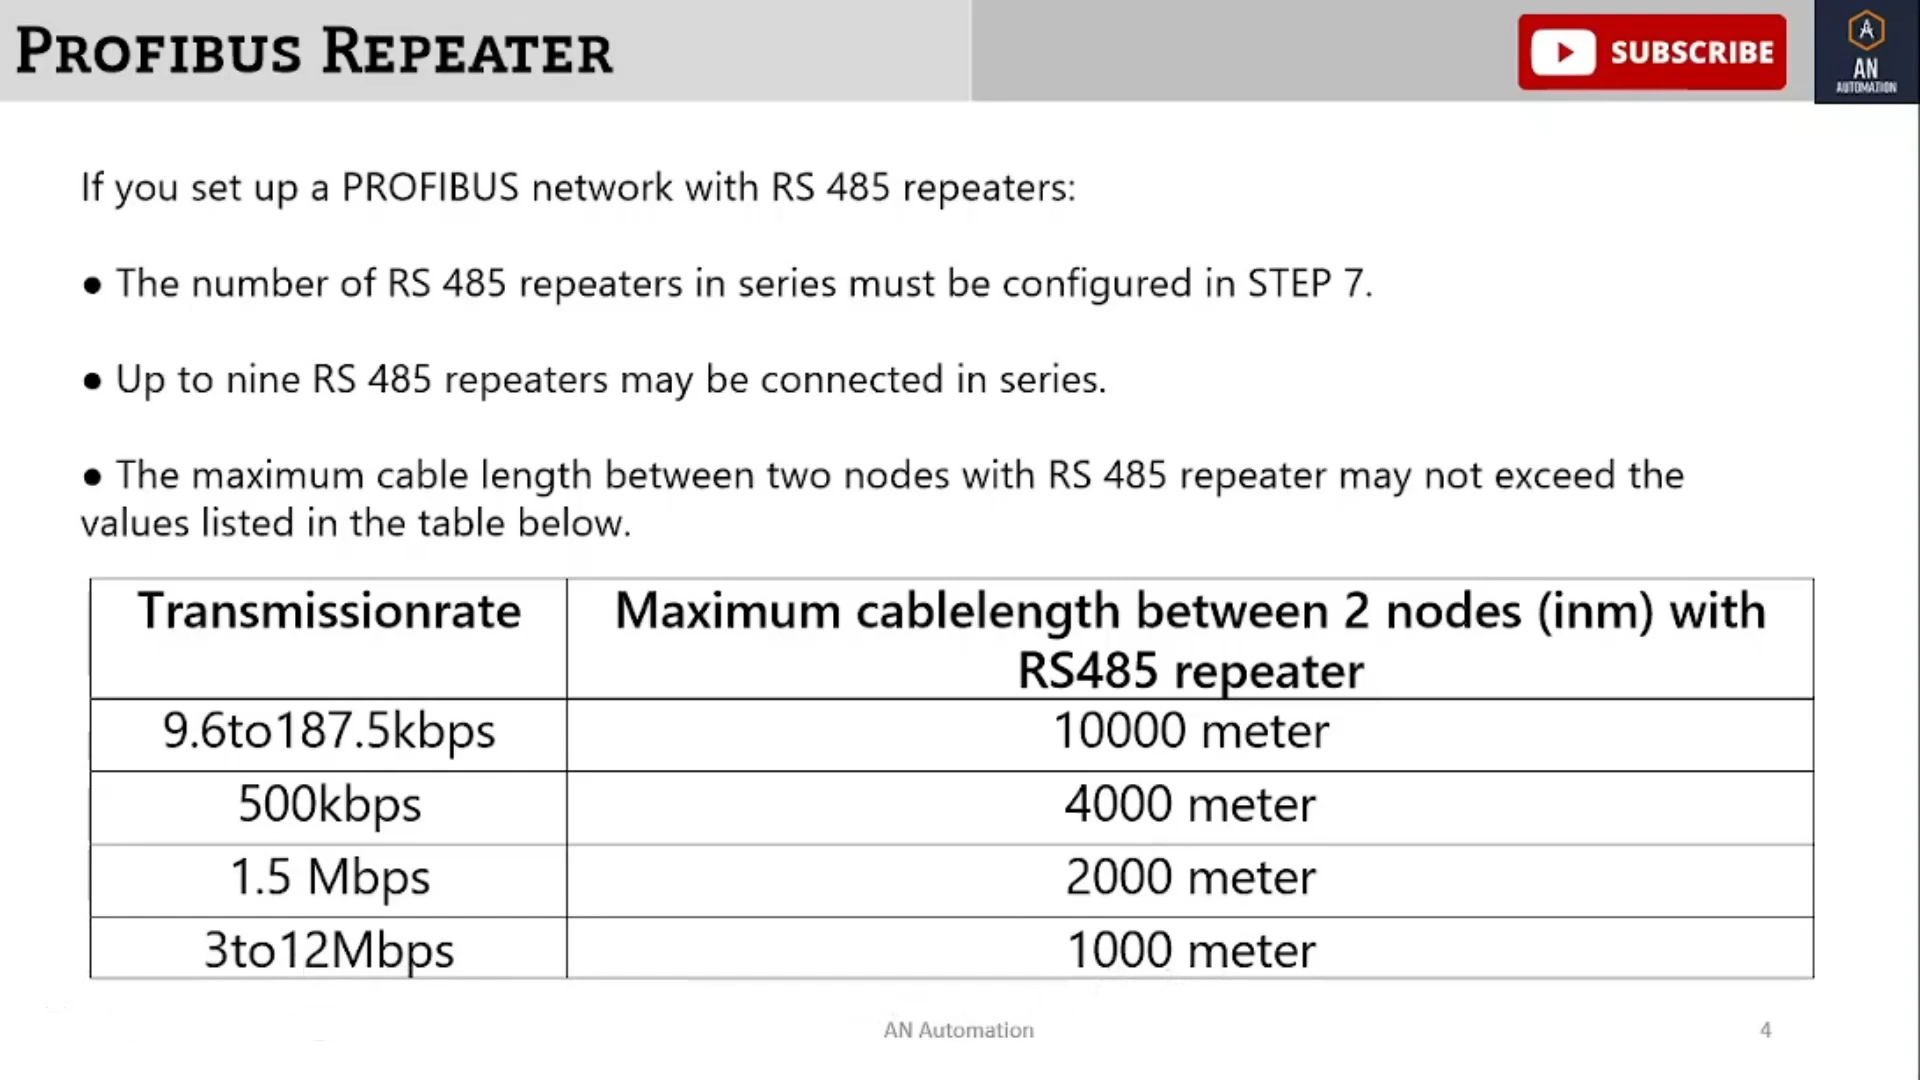 PROFIBUS REPEATER
SUBSCRIBE
AN
AUTOMATION
If you set up a PROFIBUS network with RS 485 repeaters:
● The number of RS 485 repeaters in series must be configured in STEP 7.
● Up to nine RS 485 repeaters may be connected in series.
● The maximum cable length between two nodes with RS 485 repeater may not exceed the
values listed in the table below.
Transmissionrate
Maximum cablelength between 2 nodes (inm) with
RS485 repeater
9.6to187.5kbps
10000 meter
500kbps
4000 meter
1.5 Mbps
2000 meter
3to12Mbps
1000 meter
AN Automation
4